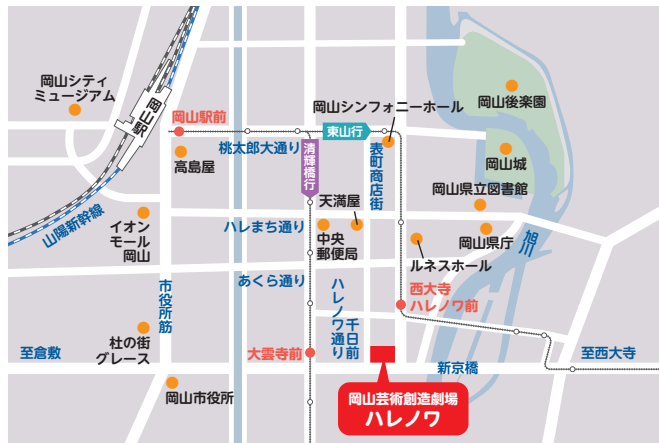 岡山シティ
ミュージアム
岡山駅
岡山駅前
高島屋
桃太郎大通り
東山行
清輝橋行
岡山シンフォニーホール
表町商店街
岡山後楽園
岡山城
岡山県立図書館
岡山県庁
旭川
山陽新幹線
イオン
モール
岡山
ハレまち通り
天満屋
中央
郵便局
ルネスホール
市役所筋
あくら通り
ハレノワ通り
千日前
西大寺
ハレノワ前
至倉敷
杜の街
グレース
大雲寺前
新京橋
至西大寺
岡山市役所
岡山芸術創造劇場
ハレノワ